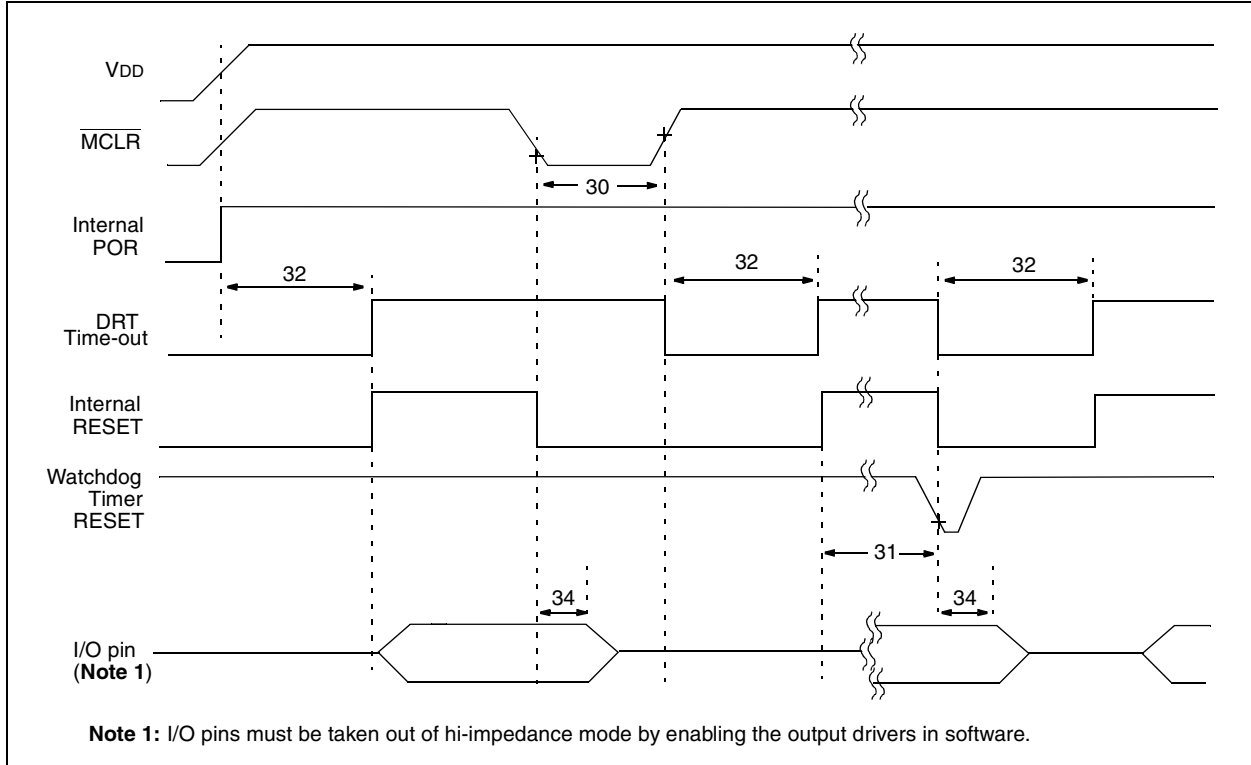 VDD
MCLR
30
Internal
POR
32
32
32
DRT
Time-out
Internal
RESET
Watchdog
Timer
RESET
31
34
34
I/O pin
(Note 1)
Note 1: I/O pins must be taken out of hi-impedance mode by enabling the output drivers in software.